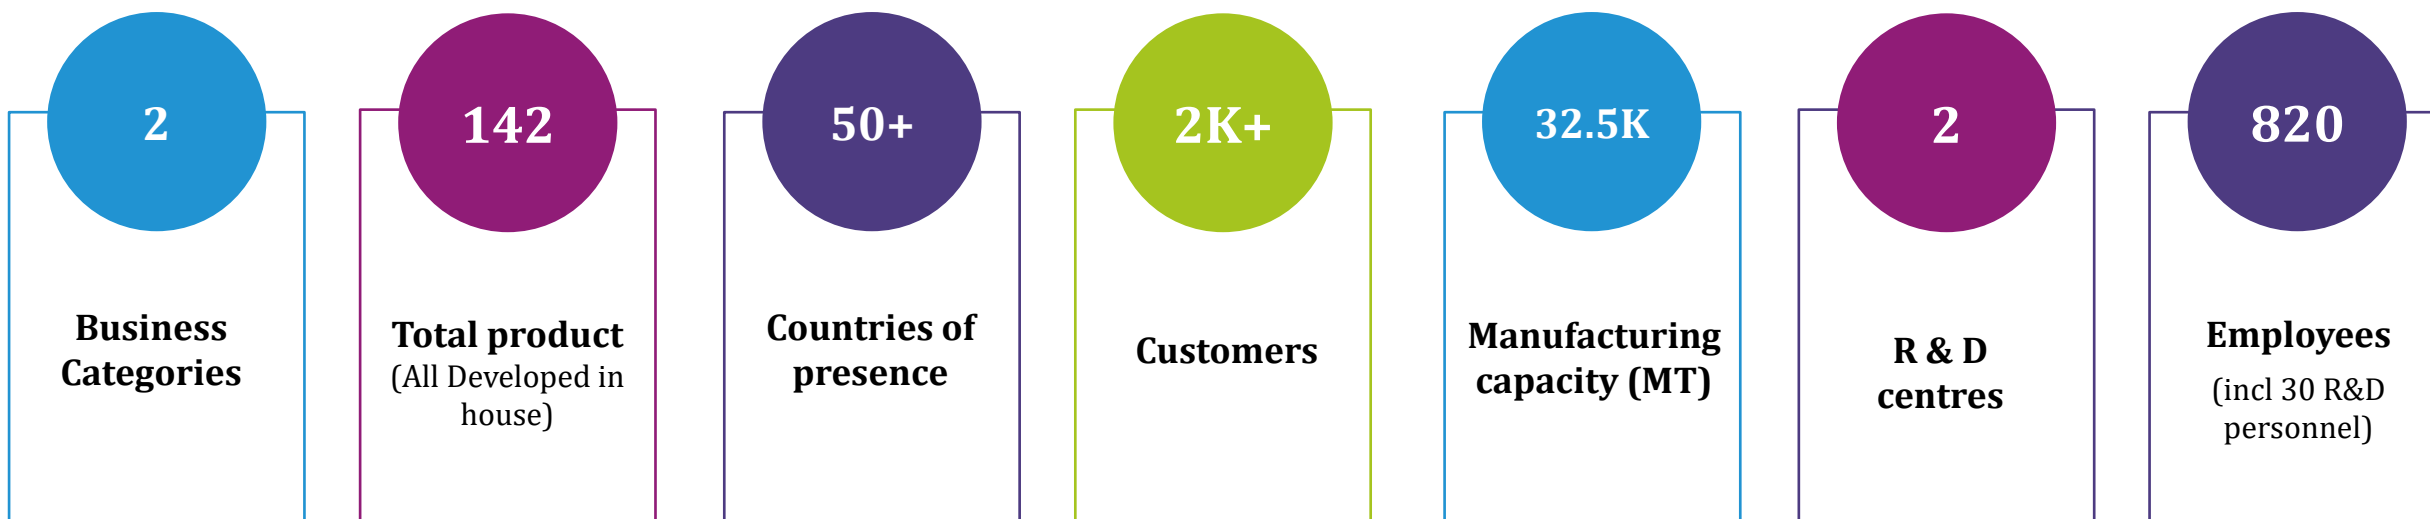 2
Business
Categories
142
Total product
(All Developed in
house)
50+
Countries of
presence
2K+
Customers
32.5K
Manufacturing
capacity (MT)
2
R & D
centres
820
Employees
(incl 30 R&D
personnel)